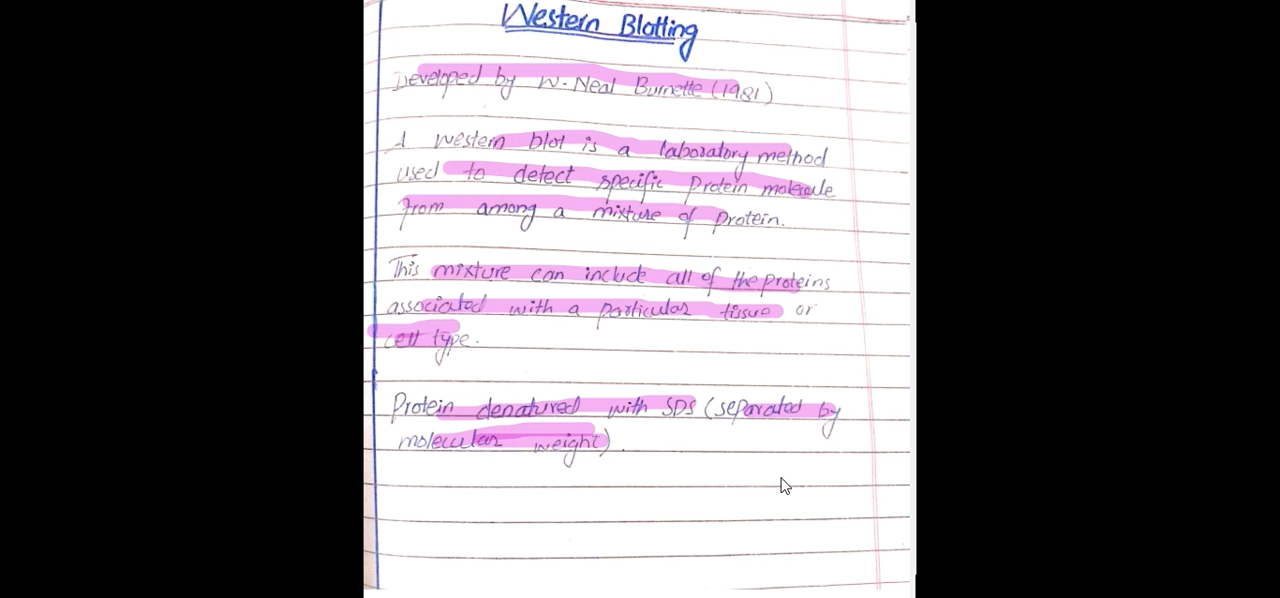 Western Blotting
Developed by W. Neal Burnette (1981)
A western blot is a laboratory method
used to detect specific Protein molecule
from among a mixture of Protein.
This mixture can include all of the proteins
associated with a particular tissue or
cell type.
Protein denatured with SDS (separated by
molecular weight).